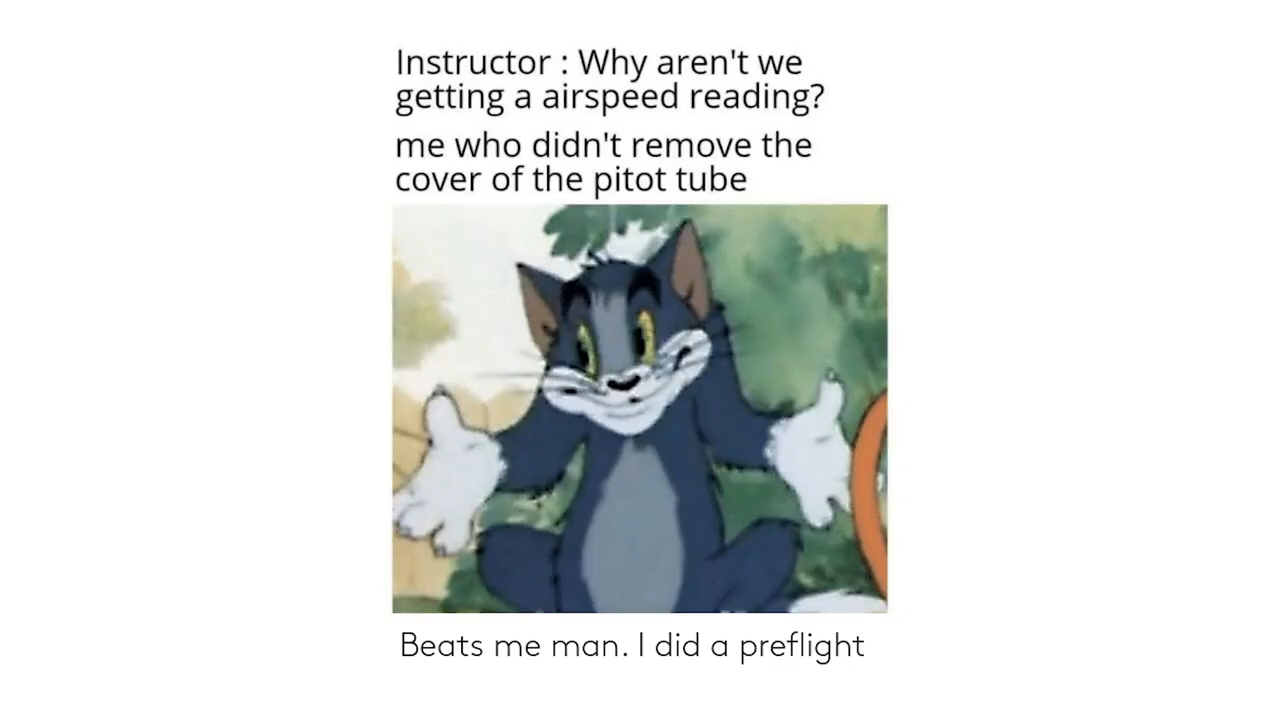 Instructor : Why aren't we
getting a airspeed reading?
me who didn't remove the
cover of the pitot tube
Beats me man. I did a preflight